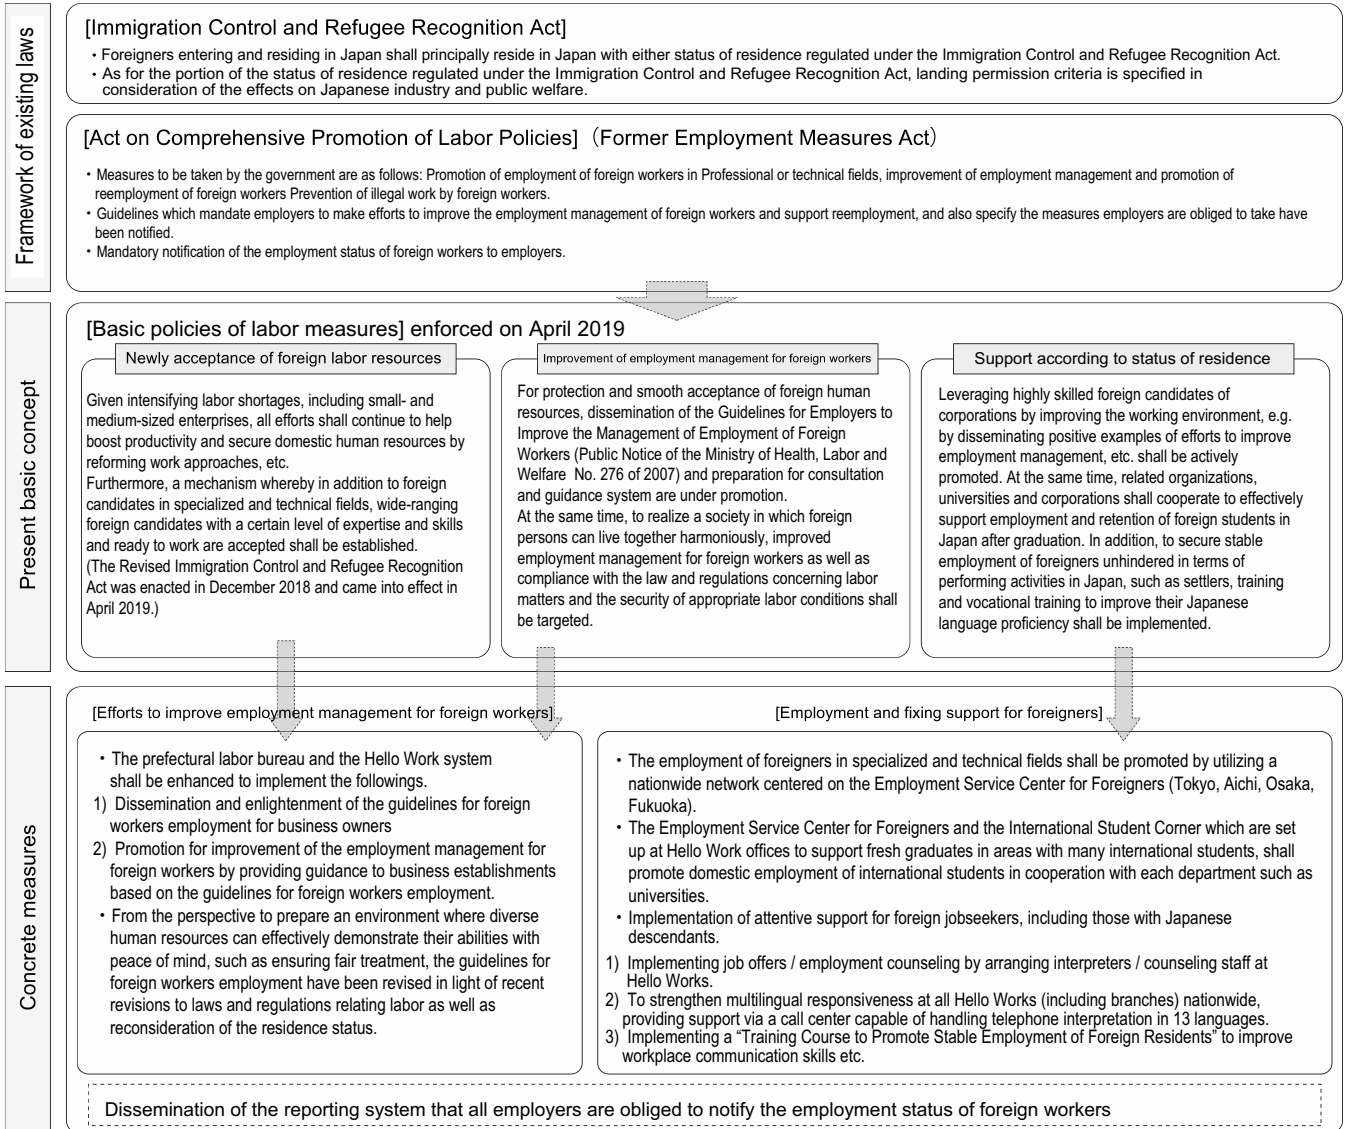 Framework of existing laws
[Immigration Control and Refugee Recognition Act]
・Foreigners entering and residing in Japan shall principally reside in Japan with either status of residence regulated under the Immigration Control and Refugee Recognition Act.
・As for the portion of the status of residence regulated under the Immigration Control and Refugee Recognition Act, landing permission criteria is specified in
consideration of the effects on Japanese industry and public welfare.
[Act on Comprehensive Promotion of Labor Policies]（Former Employment Measures Act）
・Measures to be taken by the government are as follows: Promotion of employment of foreign workers in Professional or technical fields, improvement of employment management and promotion of
reemployment of foreign workers Prevention of illegal work by foreign workers.
・Guidelines which mandate employers to make efforts to improve the employment management of foreign workers and support reemployment, and also specify the measures employers are obliged to take have
been notified.
・Mandatory notification of the employment status of foreign workers to employers.
Present basic concept
[Basic policies of labor measures] enforced on April 2019
Newly acceptance of foreign labor resources
Given intensifying labor shortages, including small- and
medium-sized enterprises, all efforts shall continue to help
boost productivity and secure domestic human resources by
reforming work approaches, etc.
Furthermore, a mechanism whereby in addition to foreign
candidates in specialized and technical fields, wide-ranging
foreign candidates with a certain level of expertise and skills
and ready to work are accepted shall be established.
(The Revised Immigration Control and Refugee Recognition
Act was enacted in December 2018 and came into effect in
April 2019.)
Improvement of employment management for foreign workers
For protection and smooth acceptance of foreign human
resources, dissemination of the Guidelines for Employers to
Improve the Management of Employment of Foreign
Workers (Public Notice of the Ministry of Health, Labor and
Welfare No. 276 of 2007) and preparation for consultation
and guidance system are under promotion.
At the same time, to realize a society in which foreign
persons can live together harmoniously, improved
employment management for foreign workers as well as
compliance with the law and regulations concerning labor
matters and the security of appropriate labor conditions shall
be targeted.
Support according to status of residence
Leveraging highly skilled foreign candidates of
corporations by improving the working environment, e.g.
by disseminating positive examples of efforts to improve
employment management, etc. shall be actively
promoted. At the same time, related organizations,
universities and corporations shall cooperate to effectively
support employment and retention of foreign students in
Japan after graduation. In addition, to secure stable
employment of foreigners unhindered in terms of
performing activities in Japan, such as settlers, training
and vocational training to improve their Japanese
language proficiency shall be implemented.
Concrete measures
[Efforts to improve employment management for foreign workers]
・The prefectural labor bureau and the Hello Work system
shall be enhanced to implement the followings.
1) Dissemination and enlightenment of the guidelines for foreign
workers employment for business owners
2) Promotion for improvement of the employment management for
foreign workers by providing guidance to business establishments
based on the guidelines for foreign workers employment.
・From the perspective to prepare an environment where diverse
human resources can effectively demonstrate their abilities with
peace of mind, such as ensuring fair treatment, the guidelines for
foreign workers employment have been revised in light of recent
revisions to laws and regulations relating labor as well as
reconsideration of the residence status.
[Employment and fixing support for foreigners]
・The employment of foreigners in specialized and technical fields shall be promoted by utilizing a
nationwide network centered on the Employment Service Center for Foreigners (Tokyo, Aichi, Osaka,
Fukuoka).
・The Employment Service Center for Foreigners and the International Student Corner which are set
up at Hello Work offices to support fresh graduates in areas with many international students, shall
promote domestic employment of international students in cooperation with each department such as
universities.
・Implementation of attentive support for foreign jobseekers, including those with Japanese
descendants.
1) Implementing job offers / employment counseling by arranging interpreters / counseling staff at
Hello Works.
2) To strengthen multilingual responsiveness at all Hello Works (including branches) nationwide,
providing support via a call center capable of handling telephone interpretation in 13 languages.
3) Implementing a “Training Course to Promote Stable Employment of Foreign Residents” to improve
workplace communication skills etc.
Dissemination of the reporting system that all employers are obliged to notify the employment status of foreign workers